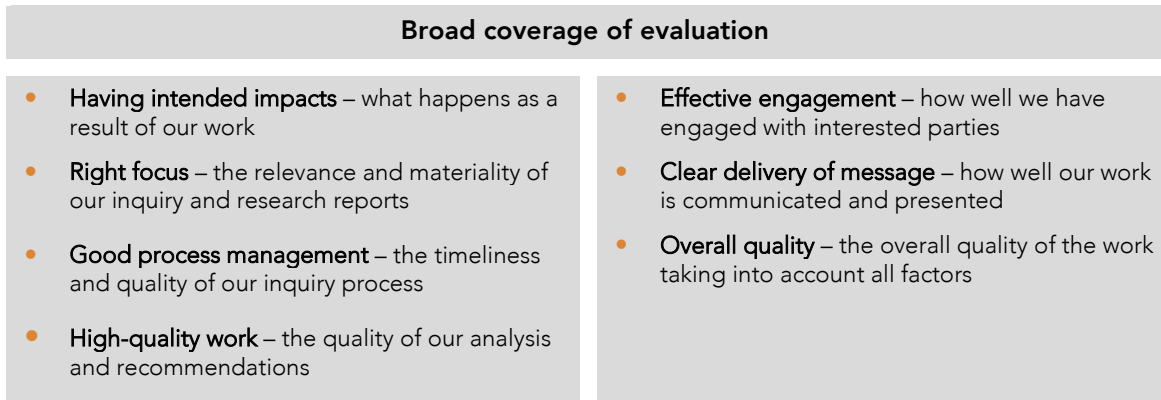 Broad coverage of evaluation
• Having intended impacts – what happens as a
result of our work
• Right focus – the relevance and materiality of
our inquiry and research reports
• Good process management – the timeliness
and quality of our inquiry process
• High-quality work – the quality of our analysis
and recommendations
• Effective engagement – how well we have
engaged with interested parties
• Clear delivery of message – how well our work
is communicated and presented
• Overall quality – the overall quality of the work
taking into account all factors